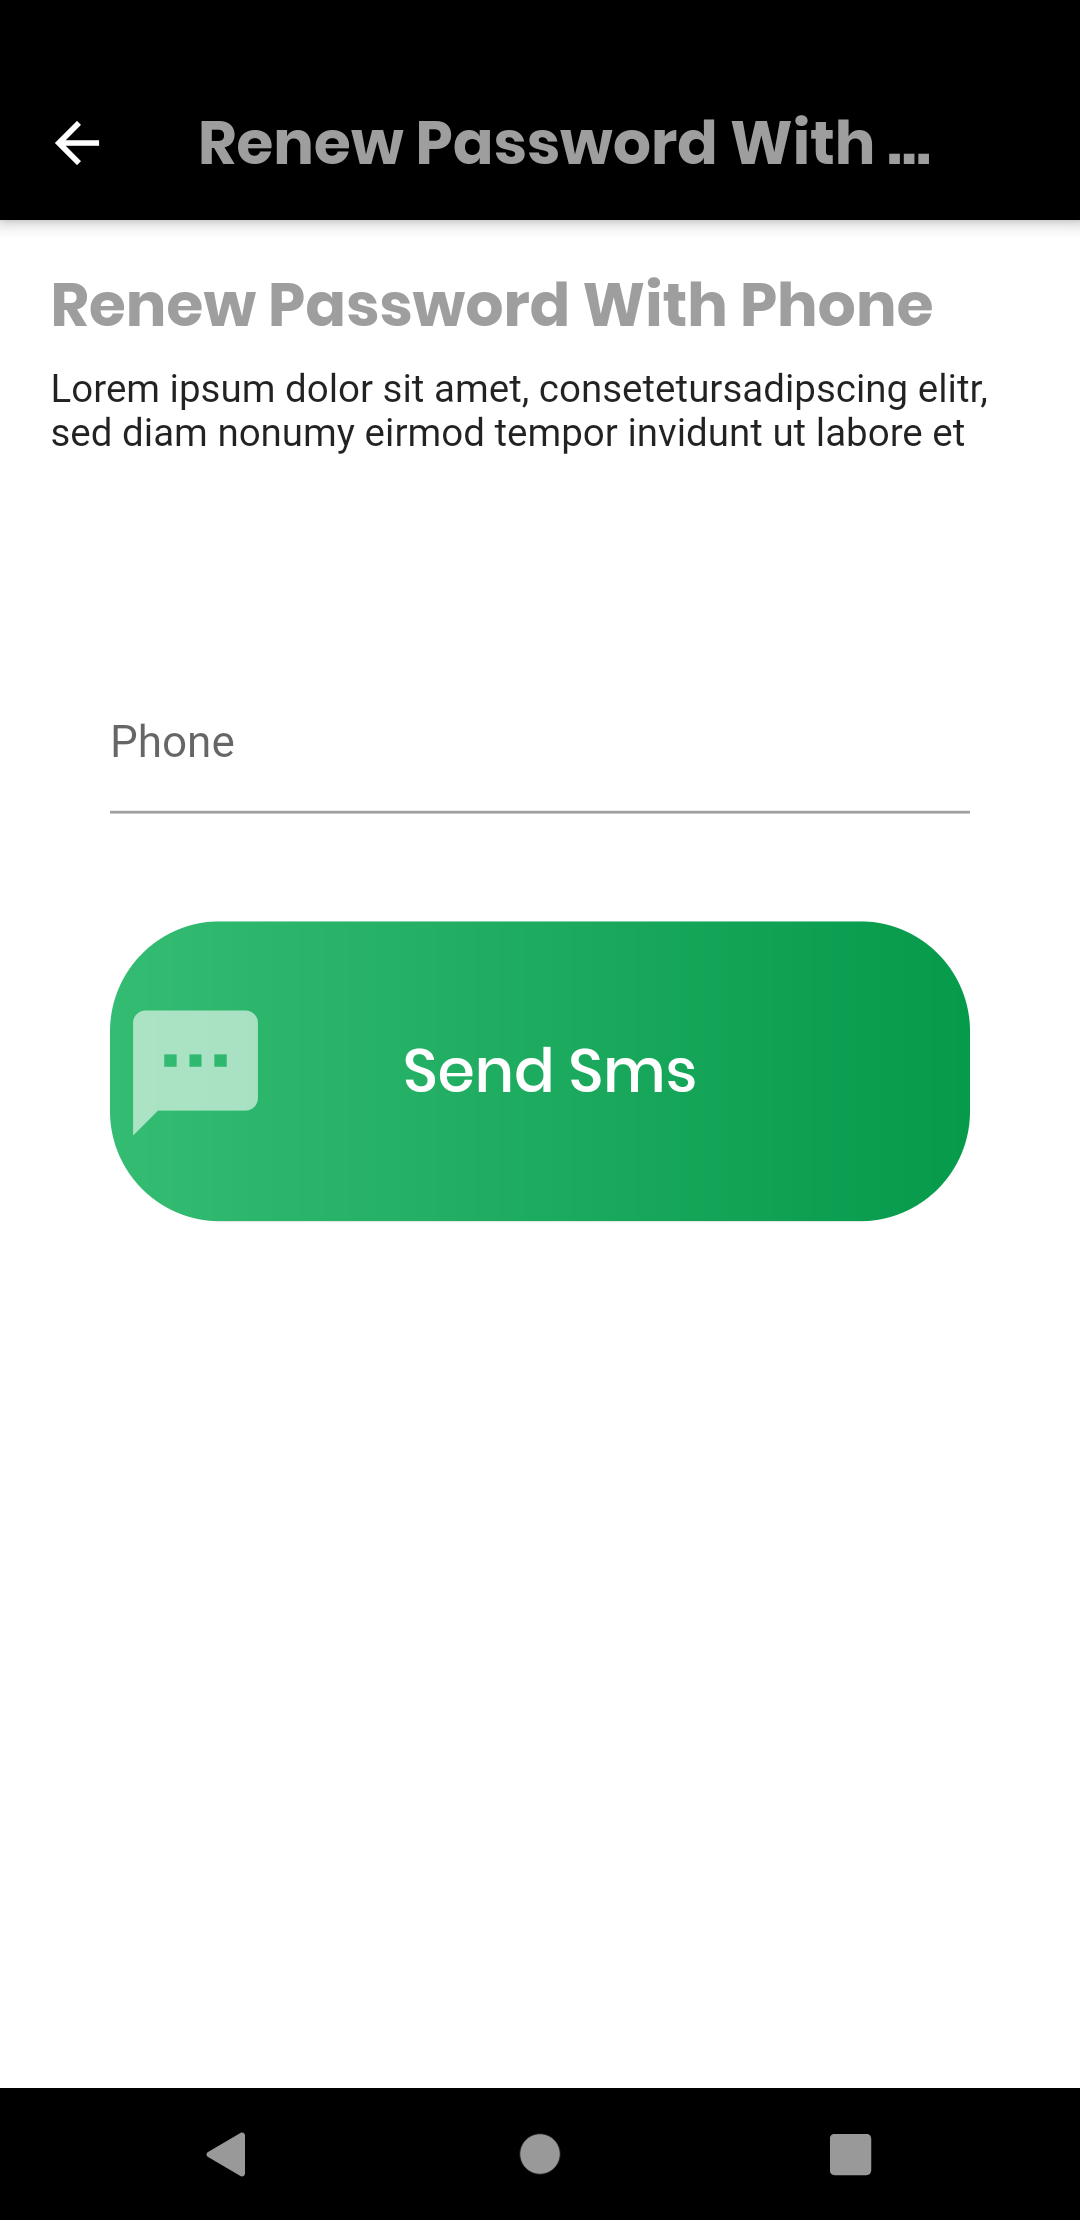 Renew Password With ...
Renew Password With Phone
Lorem ipsum dolor sit amet, consetetursadipscing elitr,
sed diam nonumy eirmod tempor invidunt ut labore et
Phone
Send Sms